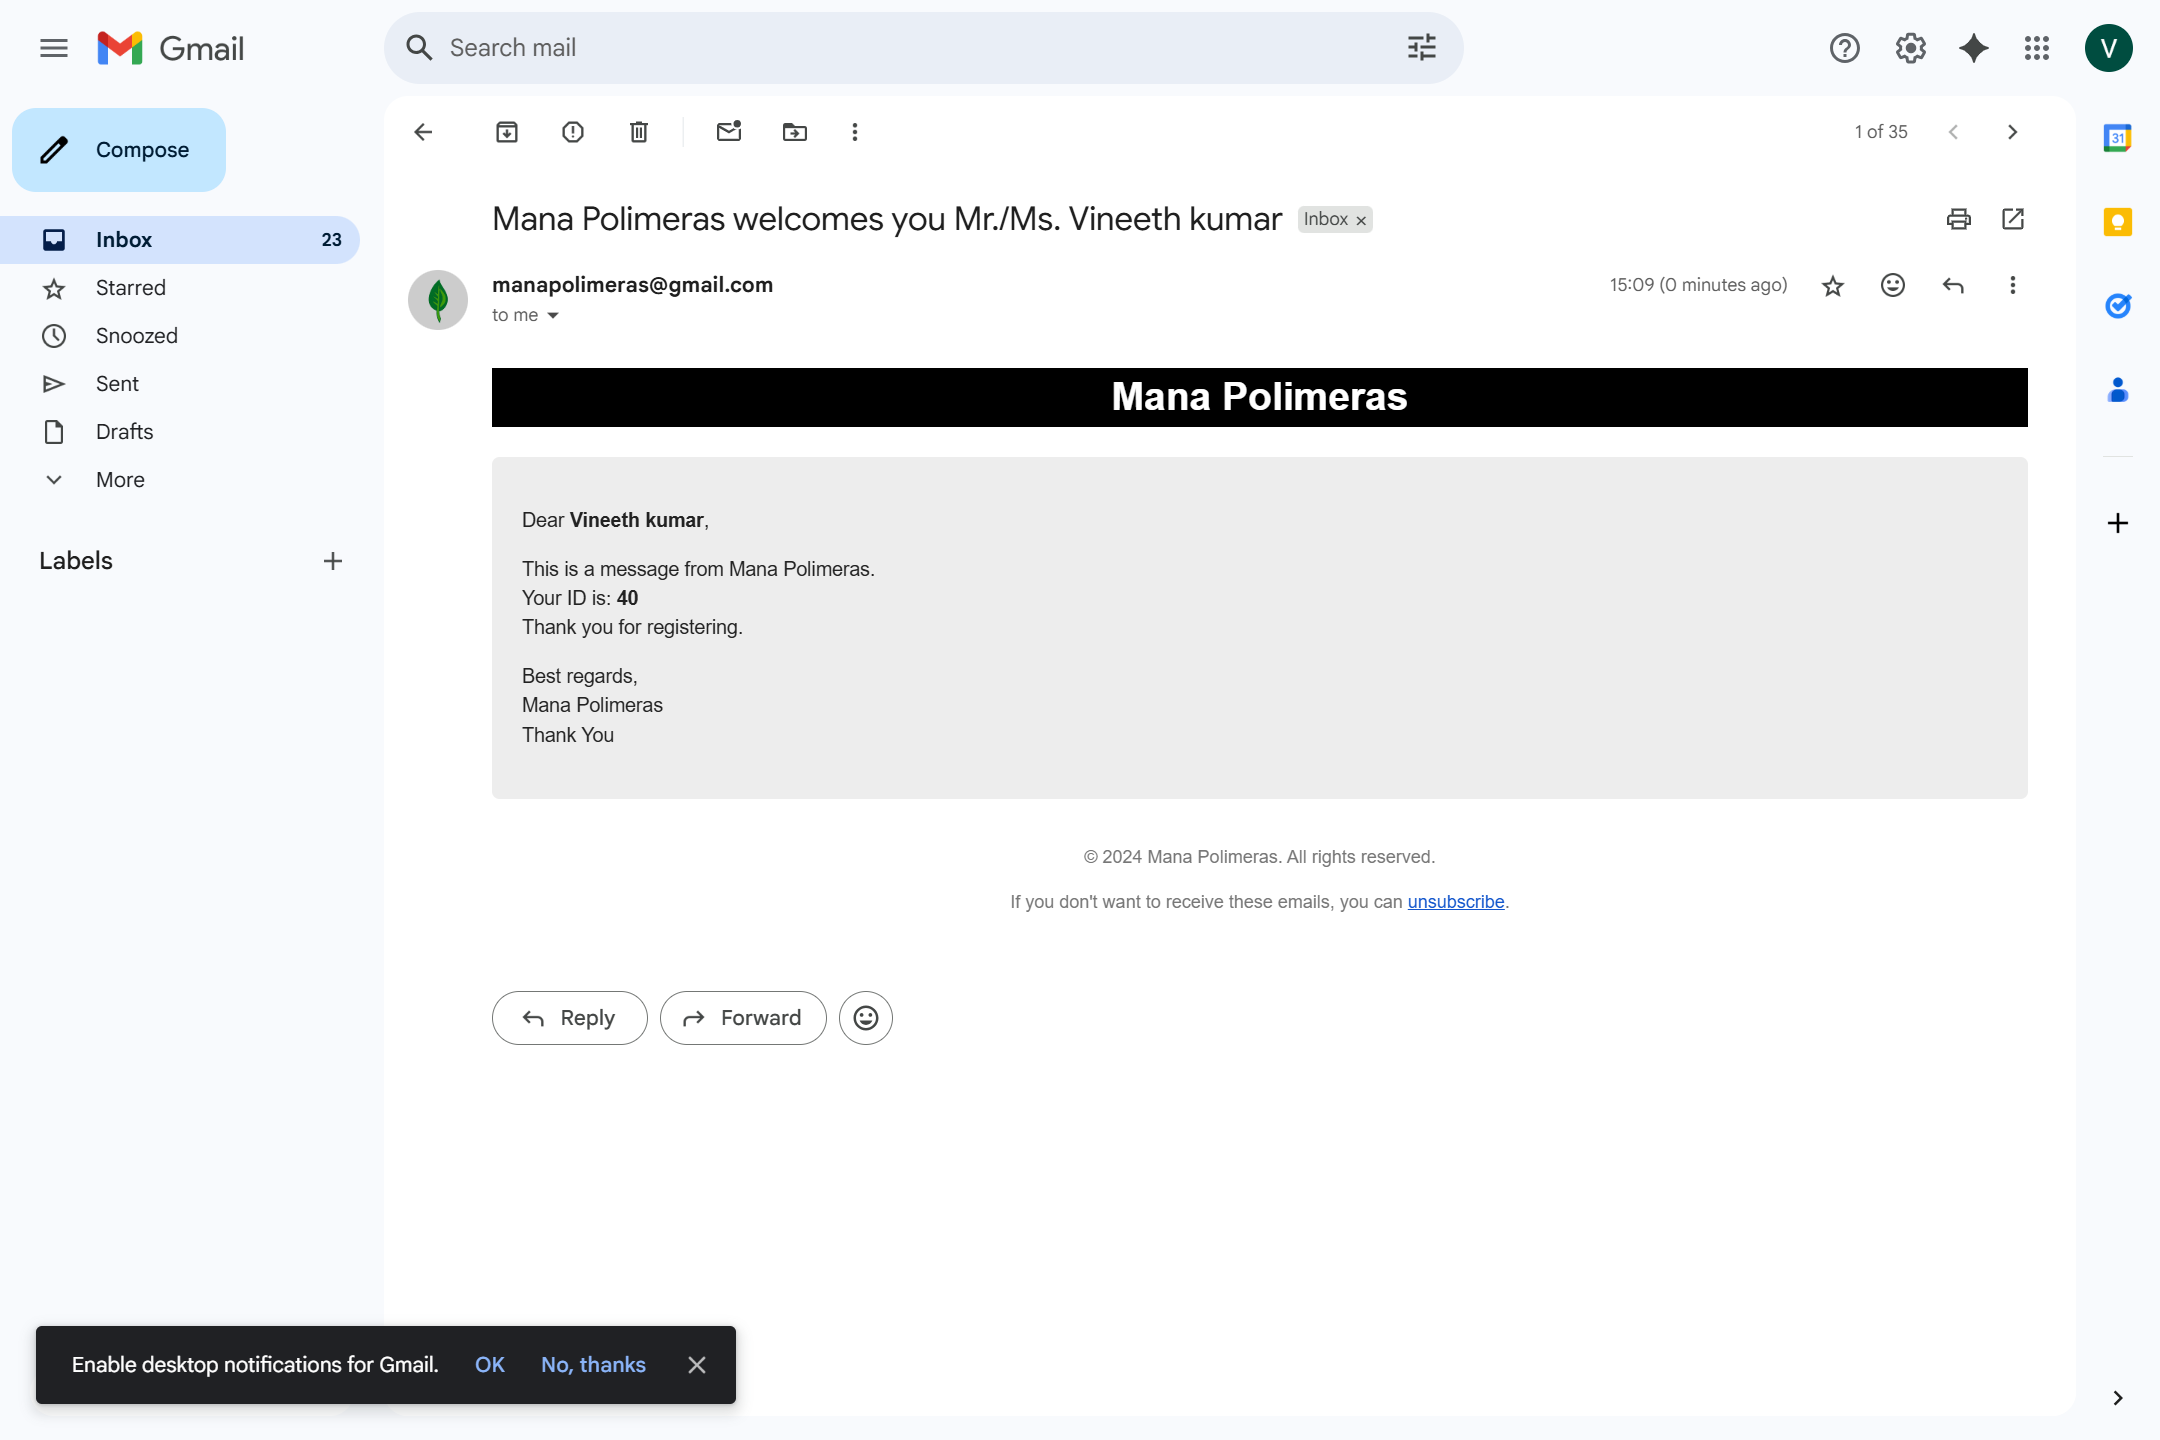 Gmail
Search mail
V
Compose
1 of 35
31
Inbox 23
Starred
Snoozed
Sent
Drafts
More
Labels
Mana Polimeras welcomes you Mr./Ms. Vineeth kumar Inbox ×
manapolimeras@gmail.com
15:09 (0 minutes ago)
to me
Mana Polimeras
Dear Vineeth kumar,
This is a message from Mana Polimeras.
Your ID is: 40
Thank you for registering.
Best regards,
Mana Polimeras
Thank You
© 2024 Mana Polimeras. All rights reserved.
If you don't want to receive these emails, you can unsubscribe.
Reply
Forward
Enable desktop notifications for Gmail. OK No, thanks